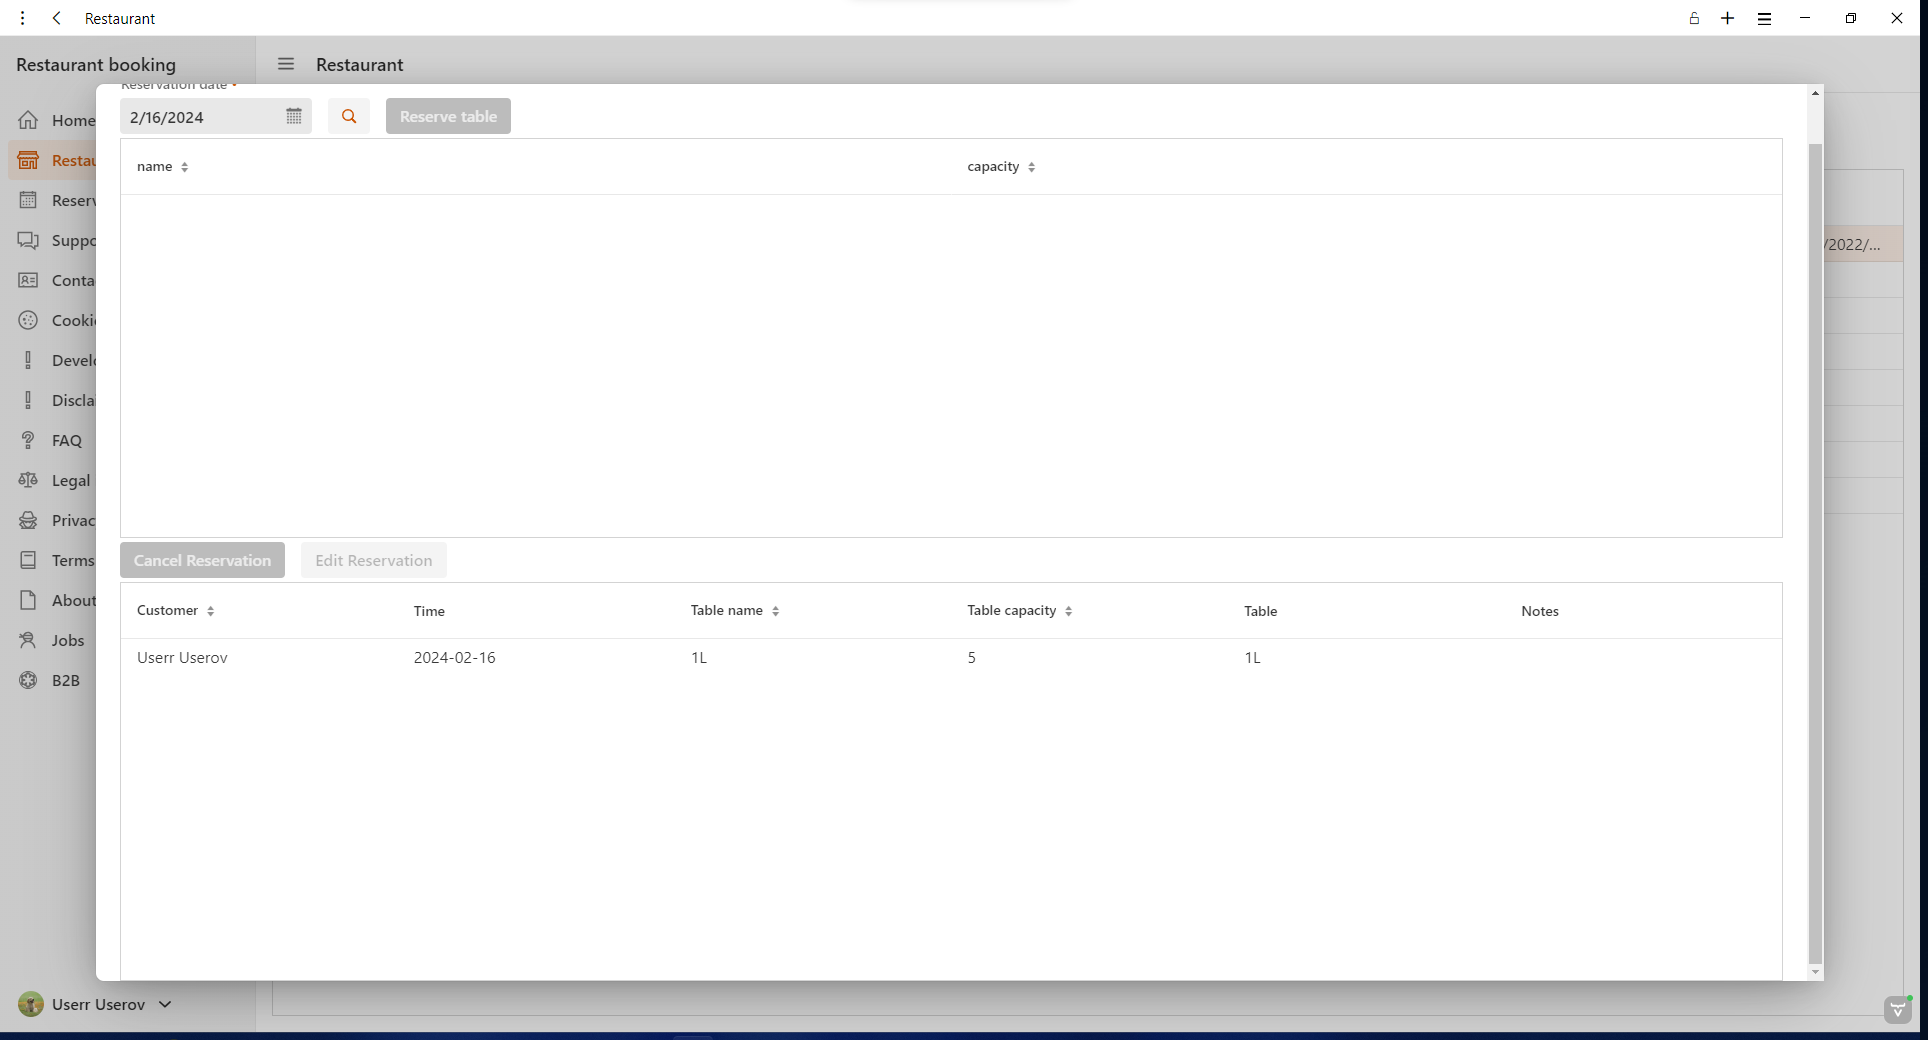 Restaurant
Restaurant booking
Restaurant
Home
Restau
Reserv
Suppo
Conta
Cooki
Develo
Disclai
FAQ
Legal
Privac
Terms
About
Jobs
B2B
Userr Userov
Reservation date •
2/16/2024
Reserve table
name
capacity
/2022/...
Cancel Reservation
Edit Reservation
Customer Time Table name Table capacity Table Notes
Userr Userov 2024-02-16 1L 5 1L